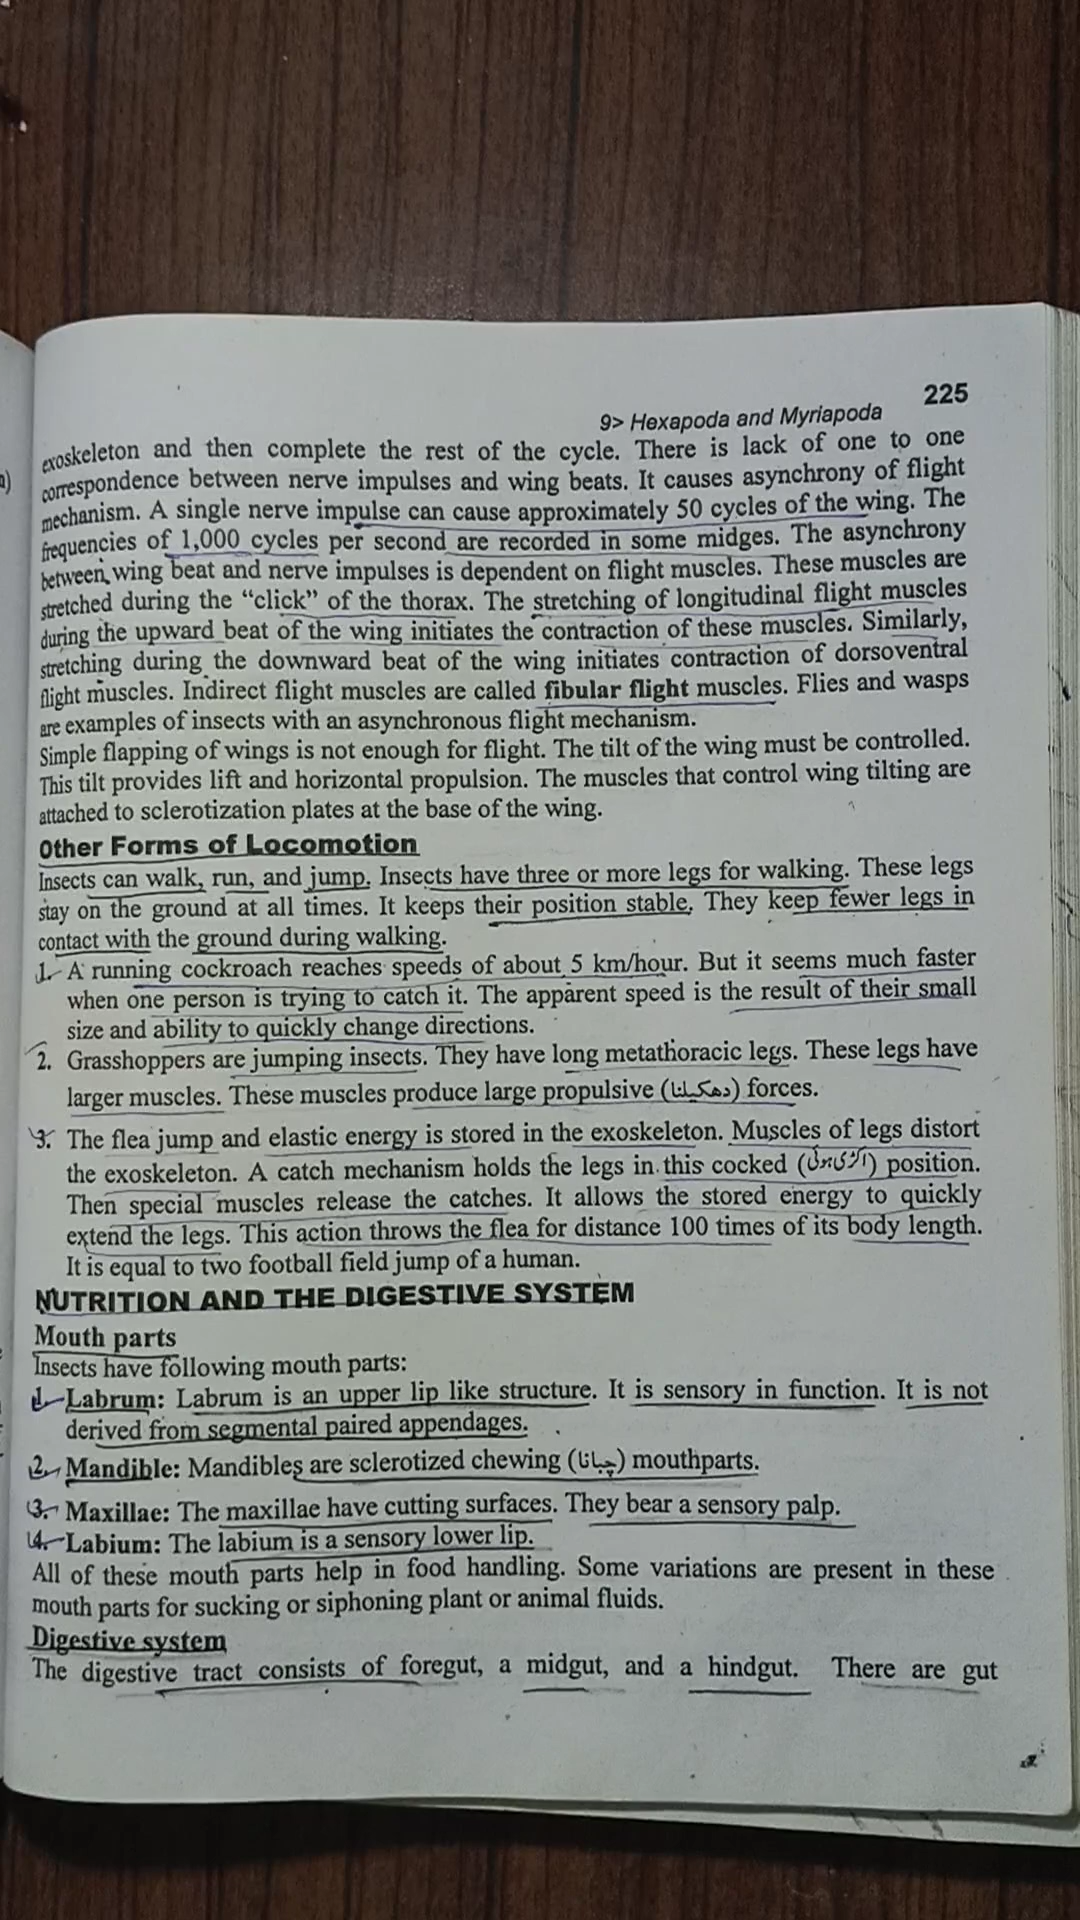 225
9> Hexapoda and Myriapoda
exoskeleton and then complete the rest of the cycle. There is lack of one to one
correspondence between nerve impulses and wing beats. It causes asynchrony of flight
mechanism. A single nerve impulse can cause approximately 50 cycles of the wing. The
frequencies of 1,000 cycles per second are recorded in some midges. The asynchrony
between wing beat and nerve impulses is dependent on flight muscles. These muscles are
stretched during the “click” of the thorax. The stretching of longitudinal flight muscles
during the upward beat of the wing initiates the contraction of these muscles. Similarly,
stretching during the downward beat of the wing initiates contraction of dorsoventral
flight muscles. Indirect flight muscles are called fibular flight muscles. Flies and wasps
are examples of insects with an asynchronous flight mechanism.
Simple flapping of wings is not enough for flight. The tilt of the wing must be controlled.
This tilt provides lift and horizontal propulsion. The muscles that control wing tilting are
attached to sclerotization plates at the base of the wing.
Other Forms of Locomotion
Insects can walk, run, and jump. Insects have three or more legs for walking. These legs
stay on the ground at all times. It keeps their position stable. They keep fewer legs in
contact with the ground during walking.
1. A running cockroach reaches speeds of about 5 km/hour. But it seems much faster
when one person is trying to catch it. The apparent speed is the result of their small
size and ability to quickly change directions.
2. Grasshoppers are jumping insects. They have long metathoracic legs. These legs have
larger muscles. These muscles produce large propulsive (دھکیلنا) forces.
3. The flea jump and elastic energy is stored in the exoskeleton. Muscles of legs distort
the exoskeleton. A catch mechanism holds the legs in this cocked () position.
Then special muscles release the catches. It allows the stored energy to quickly
extend the legs. This action throws the flea for distance 100 times of its body length.
It is equal to two football field jump of a human.
NUTRITION AND THE DIGESTIVE SYSTEM
Mouth parts
Insects have following mouth parts:
1. Labrum: Labrum is an upper lip like structure. It is sensory in function. It is not
derived from segmental paired appendages.
2. Mandible: Mandibles are sclerotized chewing (چبانا) mouthparts.
3. Maxillae: The maxillae have cutting surfaces. They bear a sensory palp.
4. Labium: The labium is a sensory lower lip.
All of these mouth parts help in food handling. Some variations are present in these
mouth parts for sucking or siphoning plant or animal fluids.
Digestive system
The digestive tract consists of foregut, a midgut, and a hindgut. There are gut